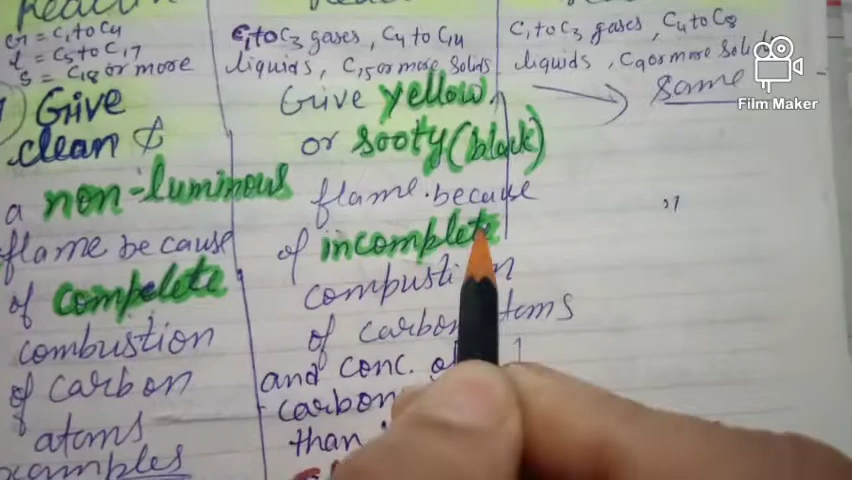 g = C1 to C4
l = C5 to C17
s = C18 or more
Give
clean &
a non-luminous
flame because
of compelete
combustion
of carbon
atoms
examples
C1 to C3 gases, C4 to C14
liquids, C15 or more solids
Give yellow
or sooty (black)
flame. because
of incomplete
combustion
of carbon atoms
and conc. of
carbon
than
C1 to C3 gases, C4 to C8
liquids, C9 or more solids
same
,,
Film Maker